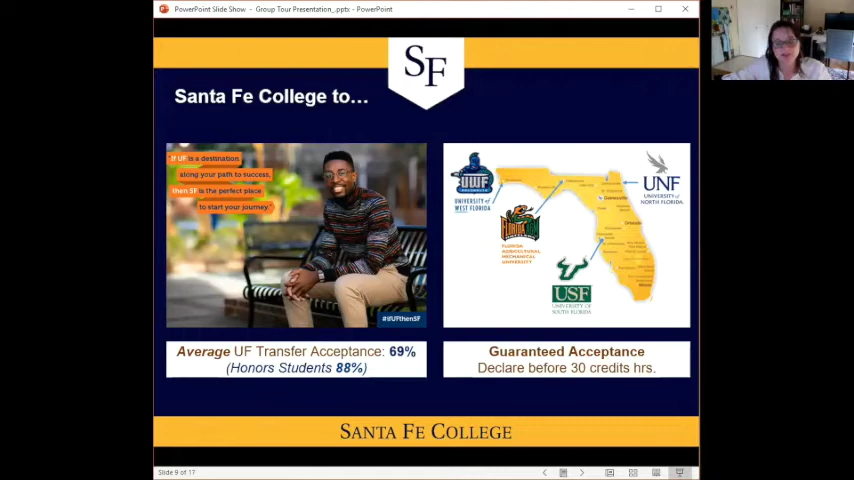 PowerPoint Slide Show - Group Tour Presentation_.pptx - PowerPoint
SF
Santa Fe College to...
"If UF is a destination
along your path to success,
then SF is the perfect place
to start your journey."
#IfUFthenSF
UWF
UNIVERSITY OF
WEST FLORIDA
FLORIDA
AGRICULTURAL
MECHANICAL
UNIVERSITY
USF
UNIVERSITY OF
SOUTH FLORIDA
UNF
UNIVERSITY of
NORTH FLORIDA.
Gainesville
Orlando
Average UF Transfer Acceptance: 69%
(Honors Students 88%)
Guaranteed Acceptance
Declare before 30 credits hrs.
SANTA FE COLLEGE
Slide 9 of 17